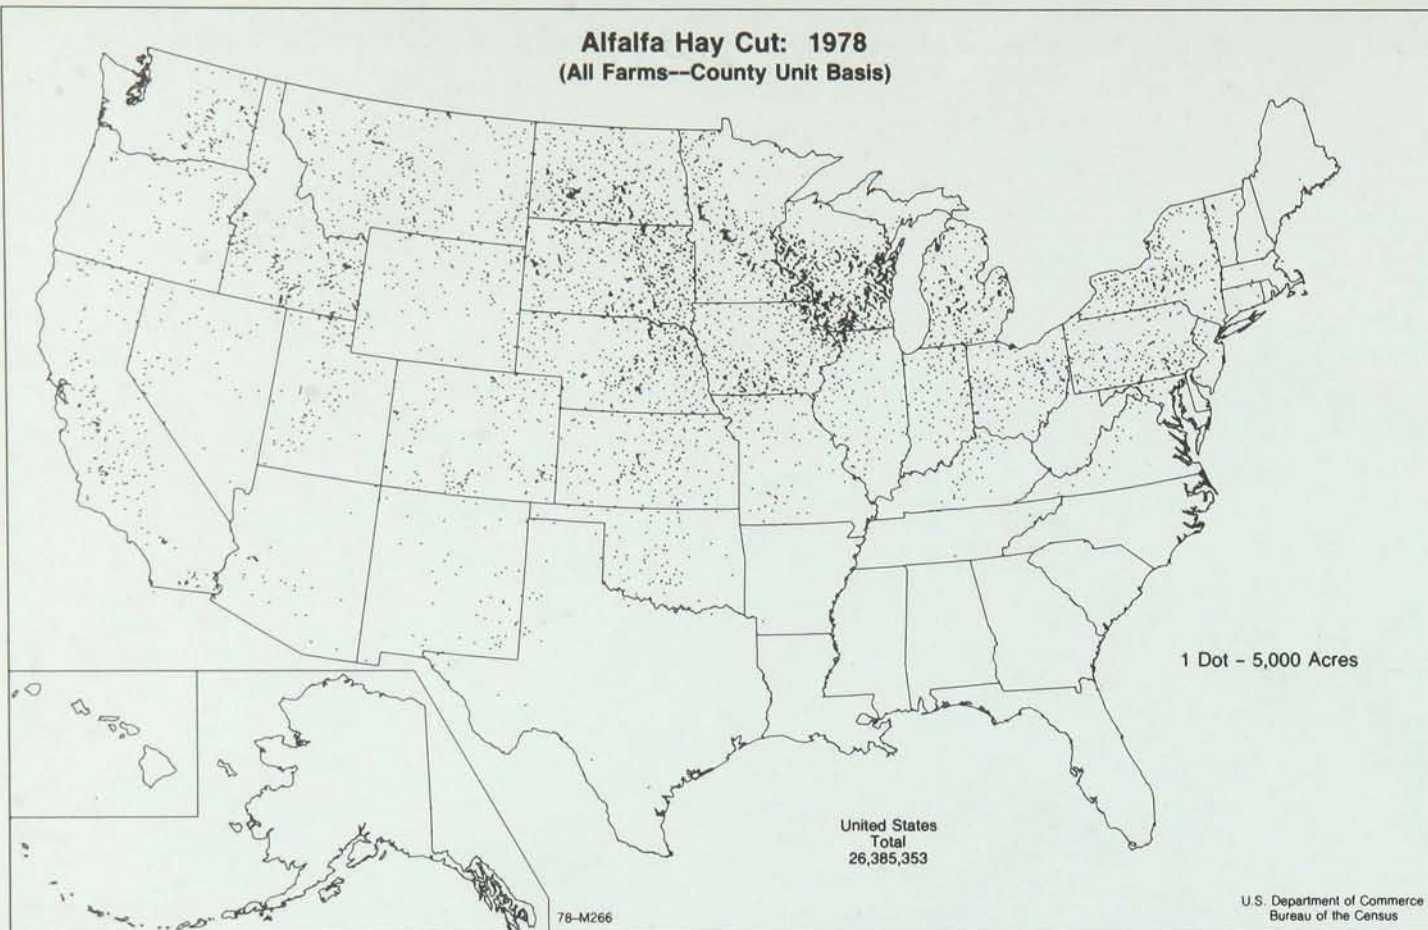 Alfalfa Hay Cut: 1978
(All Farms--County Unit Basis)
1 Dot - 5,000 Acres
United States
Total
26,385,353
78-M266
U.S. Department of Commerce
Bureau of the Census